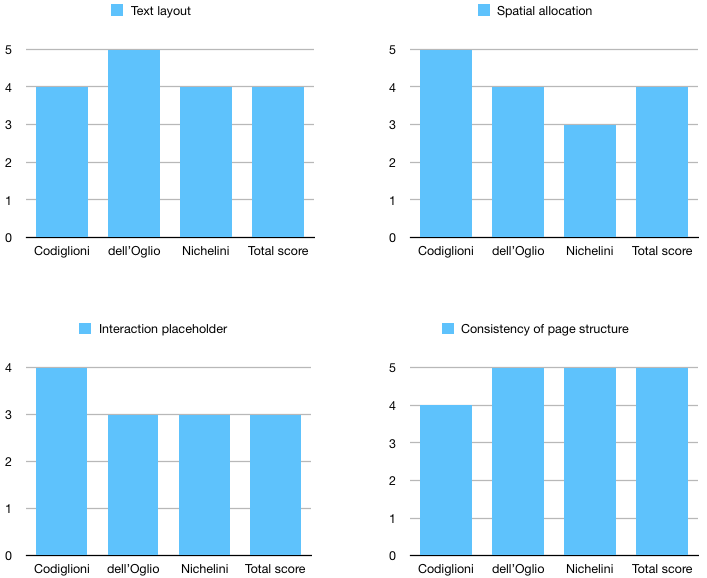 Text layout
5
4
3
2
1
0
Codiglioni dell'Oglio Nichelini Total score
Spatial allocation
5
4
3
2
1
0
Codiglioni dell'Oglio Nichelini Total score
Interaction placeholder
4
3
2
1
0
Codiglioni dell'Oglio Nichelini Total score
Consistency of page structure
5
4
3
2
1
0
Codiglioni dell'Oglio Nichelini Total score